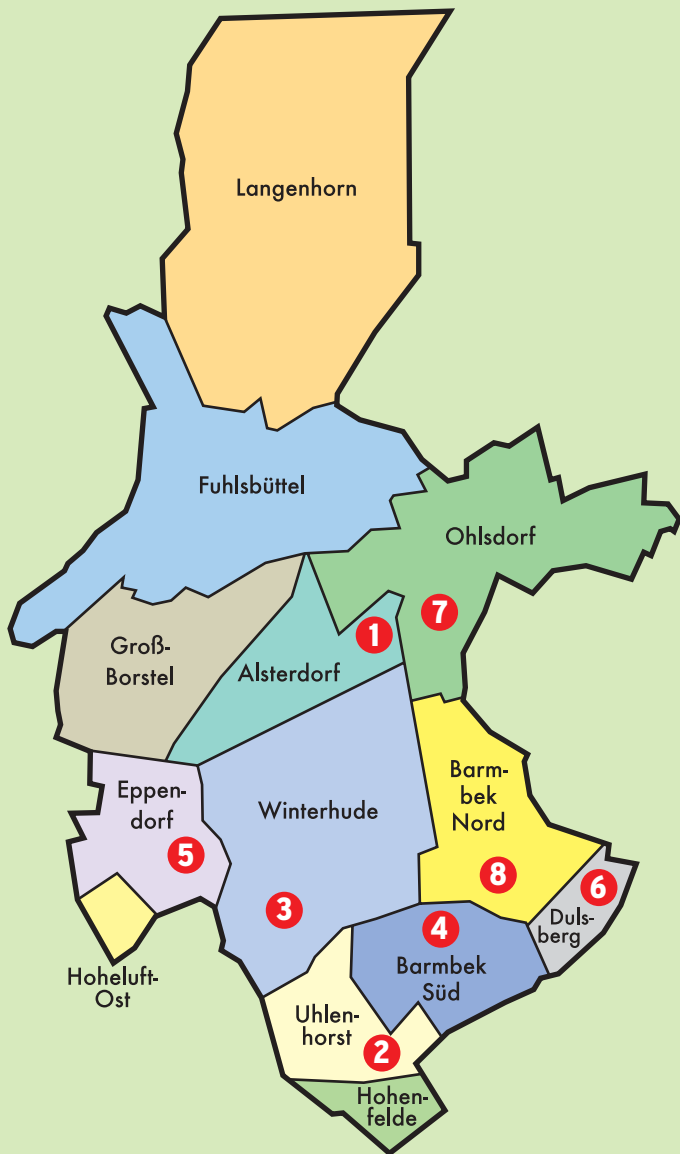 Langenhorn
Fuhlsbüttel
Ohlsdorf
7
1
Groß-
Borstel
Alsterdorf
Eppen-
dorf
5
Winterhude
3
Barm-
bek
Nord
8
6
Duls-
berg
4
Barmbek
Süd
Hoheluft-
Ost
Uhlen-
horst
2
Hohen-
felde